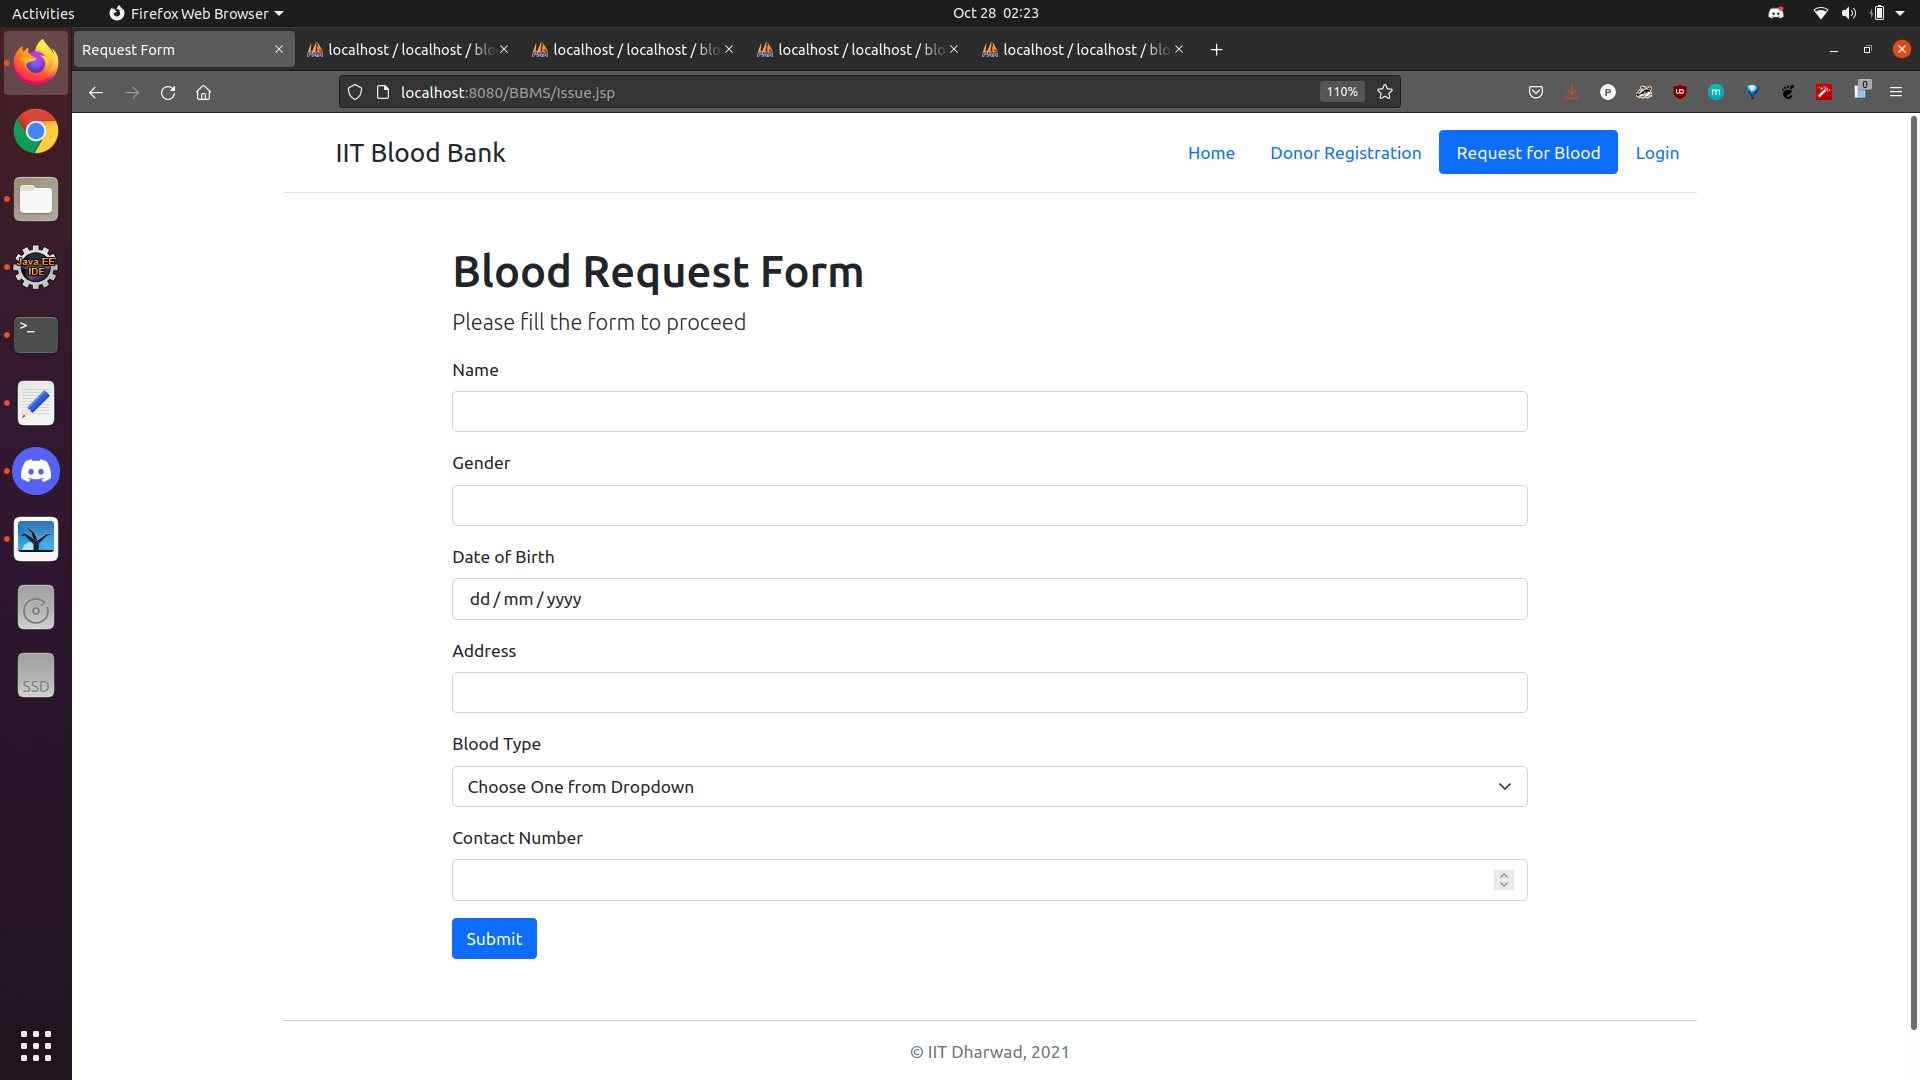 Activities
Firefox Web Browser
Oct 28 02:23
Request Form
localhost / localhost / blo
localhost / localhost / blo
localhost / localhost / blo
localhost / localhost / blo
localhost:8080/BBMS/Issue.jsp
110%
0
IIT Blood Bank
Home
Donor Registration
Request for Blood
Login
Java EE
IDE
>_
SSD
Blood Request Form
Please fill the form to proceed
Name
Gender
Date of Birth
dd / mm / yyyy
Address
Blood Type
Choose One from Dropdown
Contact Number
Submit
© IIT Dharwad, 2021